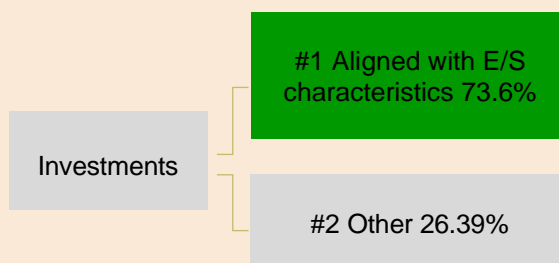 #1 Aligned with E/S
characteristics 73.6%
Investments
#2 Other 26.39%